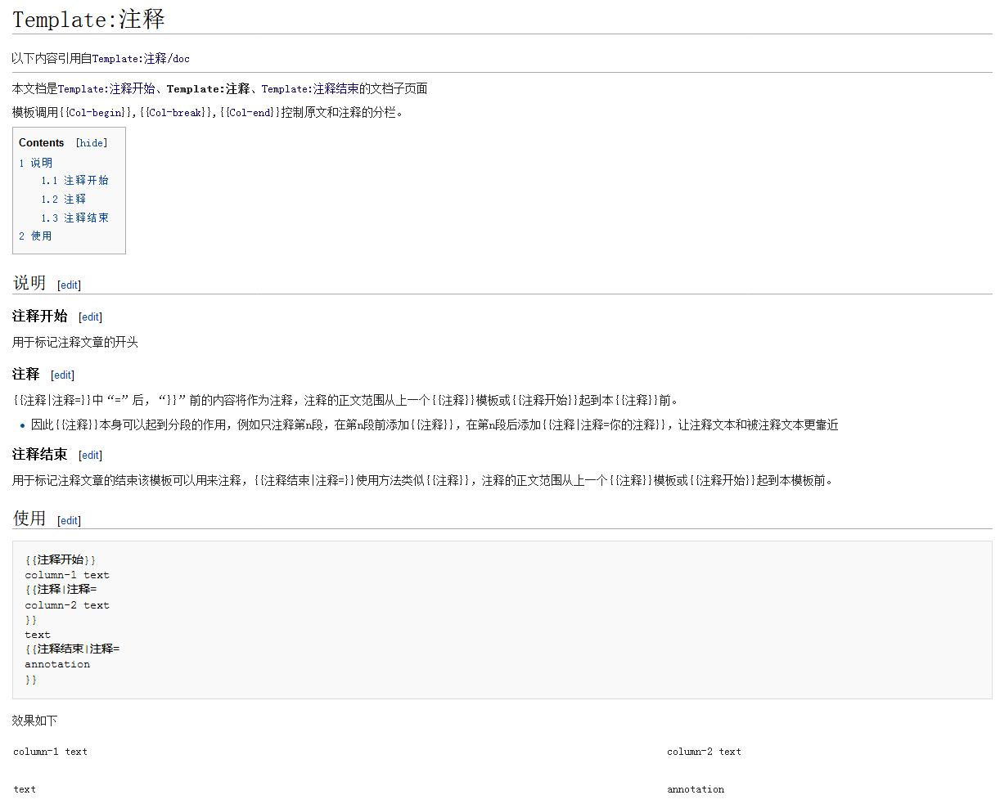 Template:注释
以下内容引用自Template:注释/doc
本文档是Template:注释开始、Template:注释、Template:注释结束的文档子页面
模板调用{{Col-begin}},{{Col-break}},{{Col-end}}控制原文和注释的分栏。
Contents [hide]
1 说明
1.1 注释开始
1.2 注释
1.3 注释结束
2 使用
说明 [edit]
注释开始 [edit]
用于标记注释文章的开头
注释 [edit]
{{注释|注释=}}中“=”后，“}}”前的内容将作为注释，注释的正文范围从上一个{{注释}}模板或{{注释开始}}起到本{{注释}}前。
• 因此{{注释}}本身可以起到分段的作用，例如只注释第n段，在第n段前添加{{注释}}，在第n段后添加{{注释|注释=你的注释}}，让注释文本和被注释文本更靠近
注释结束 [edit]
用于标记注释文章的结束该模板可以用来注释，{{注释结束|注释=}}使用方法类似{{注释}}，注释的正文范围从上一个{{注释}}模板或{{注释开始}}起到本模板前。
使用 [edit]
{{注释开始}}
column-1 text
{{注释|注释=
column-2 text
}}
text
{{注释结束|注释=
annotation
}}
效果如下
column-1 text column-2 text
text annotation